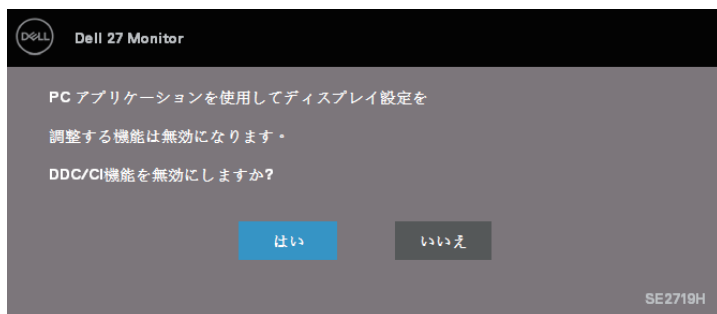 DELL
Dell 27 Monitor
PC アプリケーションを使用してディスプレイ設定を
調整する機能は無効になります。
DDC/CI機能を無効にしますか?
はい
いいえ
SE2719H